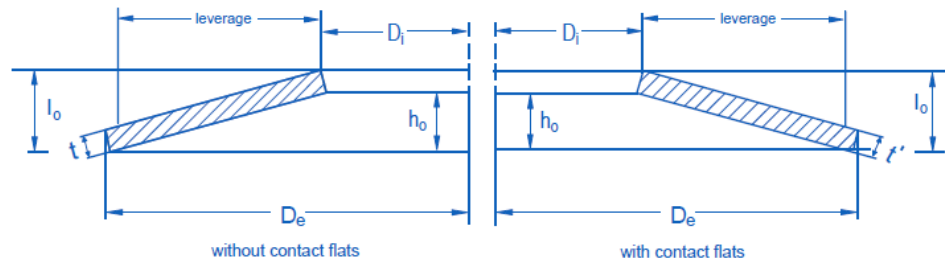 leverage
leverage
Di
Di
lo
ho
ho
lo
t
t'
De
De
without contact flats
with contact flats